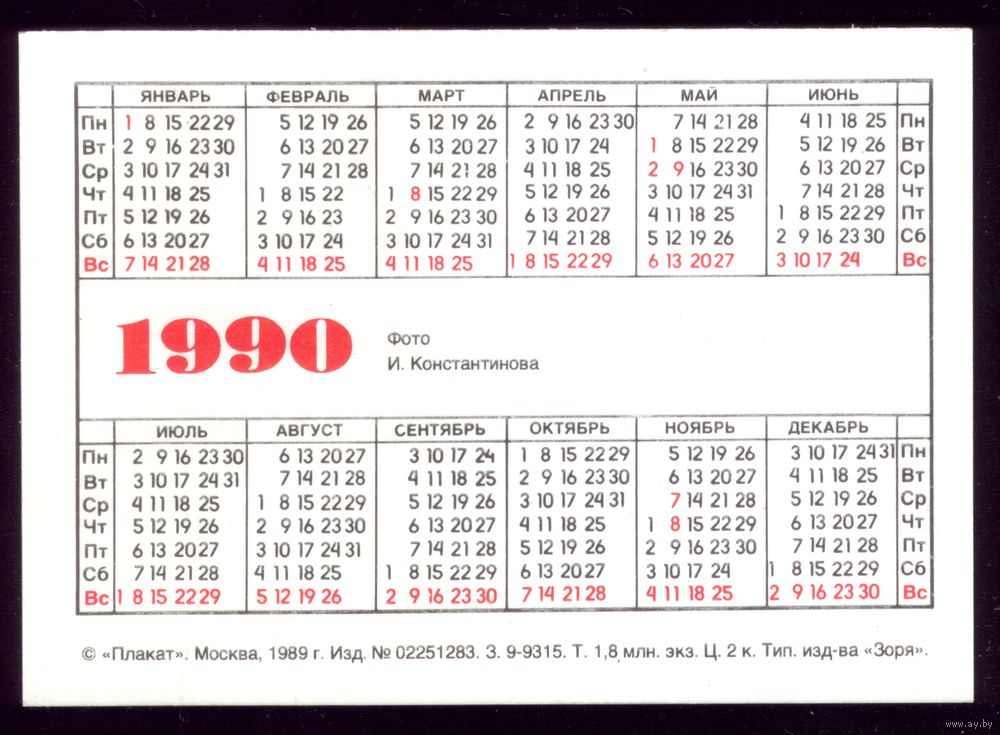 ЯНВАРЬ ФЕВРАЛЬ МАРТ АПРЕЛЬ МАЙ ИЮНЬ
Пн 1 8 15 22 29 5 12 19 26 5 12 19 26 2 9 16 23 30 7 14 21 28 4 11 18 25 Пн
Вт 2 9 16 23 30 6 13 20 27 6 13 20 27 3 10 17 24 1 8 15 22 29 5 12 19 26 Вт
Ср 3 10 17 24 31 7 14 21 28 7 14 21 28 4 11 18 25 2 9 16 23 30 6 13 20 27 Ср
Чт 4 11 18 25 1 8 15 22 1 8 15 22 29 5 12 19 26 3 10 17 24 31 7 14 21 28 Чт
Пт 5 12 19 26 2 9 16 23 2 9 16 23 30 6 13 20 27 4 11 18 25 1 8 15 22 29 Пт
Сб 6 13 20 27 3 10 17 24 3 10 17 24 31 7 14 21 28 5 12 19 26 2 9 16 23 30 Сб
Вс 7 14 21 28 4 11 18 25 4 11 18 25 1 8 15 22 29 6 13 20 27 3 10 17 24 Вс
1990
Фото
И. Константинова
ИЮЛЬ АВГУСТ СЕНТЯБРЬ ОКТЯБРЬ НОЯБРЬ ДЕКАБРЬ
Пн 2 9 16 23 30 6 13 20 27 3 10 17 24 1 8 15 22 29 5 12 19 26 3 10 17 24 31 Пн
Вт 3 10 17 24 31 7 14 21 28 4 11 18 25 2 9 16 23 30 6 13 20 27 4 11 18 25 Вт
Ср 4 11 18 25 1 8 15 22 29 5 12 19 26 3 10 17 24 31 7 14 21 28 5 12 19 26 Ср
Чт 5 12 19 26 2 9 16 23 30 6 13 20 27 4 11 18 25 1 8 15 22 29 6 13 20 27 Чт
Пт 6 13 20 27 3 10 17 24 31 7 14 21 28 5 12 19 26 2 9 16 23 30 7 14 21 28 Пт
Сб 7 14 21 28 4 11 18 25 1 8 15 22 29 6 13 20 27 3 10 17 24 1 8 15 22 29 Сб
Вс 1 8 15 22 29 5 12 19 26 2 9 16 23 30 7 14 21 28 4 11 18 25 2 9 16 23 30 Вс
© «Плакат». Москва, 1989 г. Изд. № 02251283. З. 9-9315. Т. 1,8 млн. экз. Ц. 2 к. Тип. изд-ва «Зоря».
www.ay.by